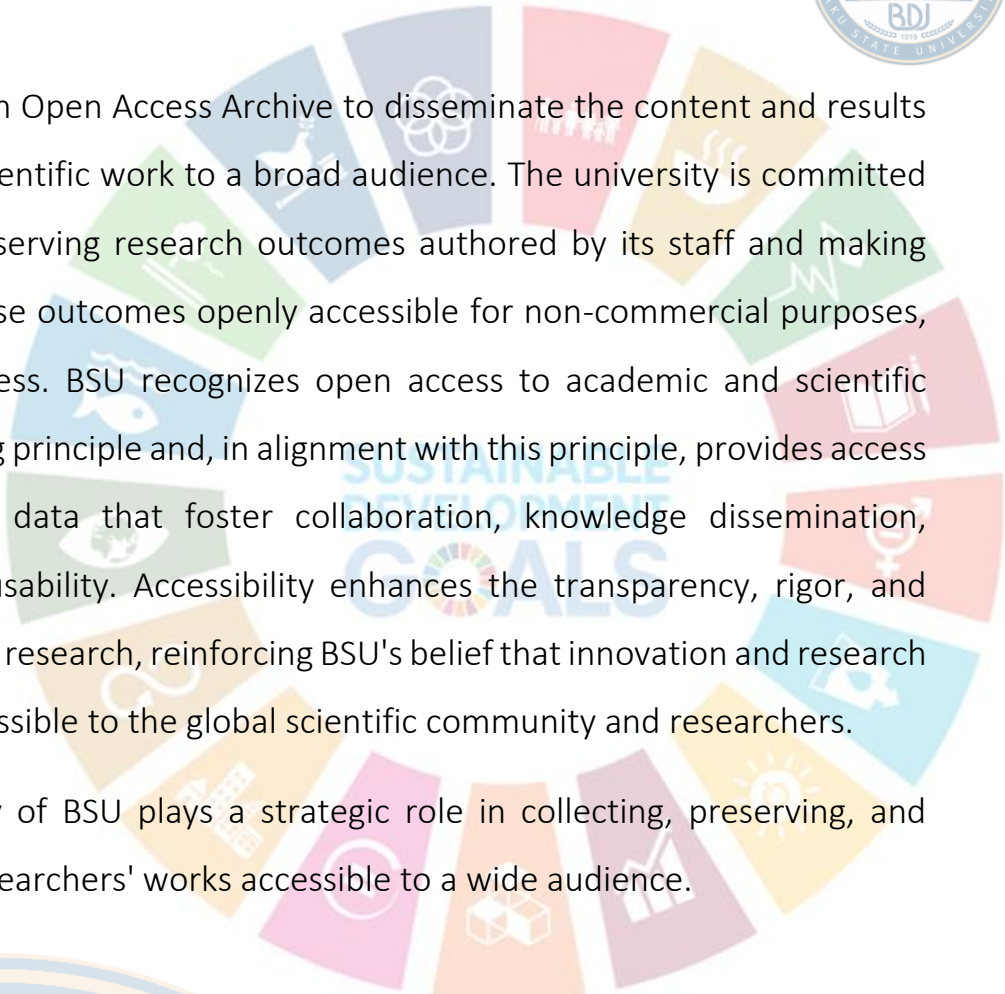 BDJ
1919
STATE UNIVER
n Open Access Archive to disseminate the content and results
entific work to a broad audience. The university is committed
serving research outcomes authored by its staff and making
se outcomes openly accessible for non-commercial purposes,
ess. BSU recognizes open access to academic and scientific
g principle and, in alignment with this principle, provides access
data that foster collaboration, knowledge dissemination,
usability. Accessibility enhances the transparency, rigor, and
research, reinforcing BSU's belief that innovation and research
ssible to the global scientific community and researchers.
y of BSU plays a strategic role in collecting, preserving, and
earchers' works accessible to a wide audience.
SUSTAINABLE
DEVELOPMENT
GOALS